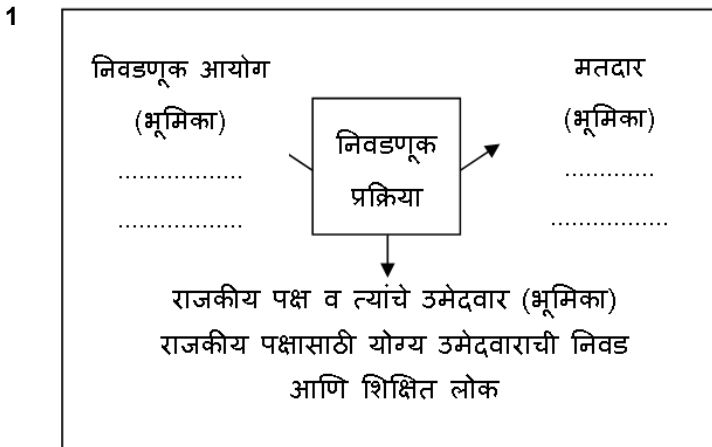 1
निवडणूक आयोग
(भूमिका)
..................
..................
निवडणूक
प्रक्रिया
मतदार
(भूमिका)
.............
.................
राजकीय पक्ष व त्यांचे उमेदवार (भूमिका)
राजकीय पक्षासाठी योग्य उमेदवाराची निवड
आणि शिक्षित लोक